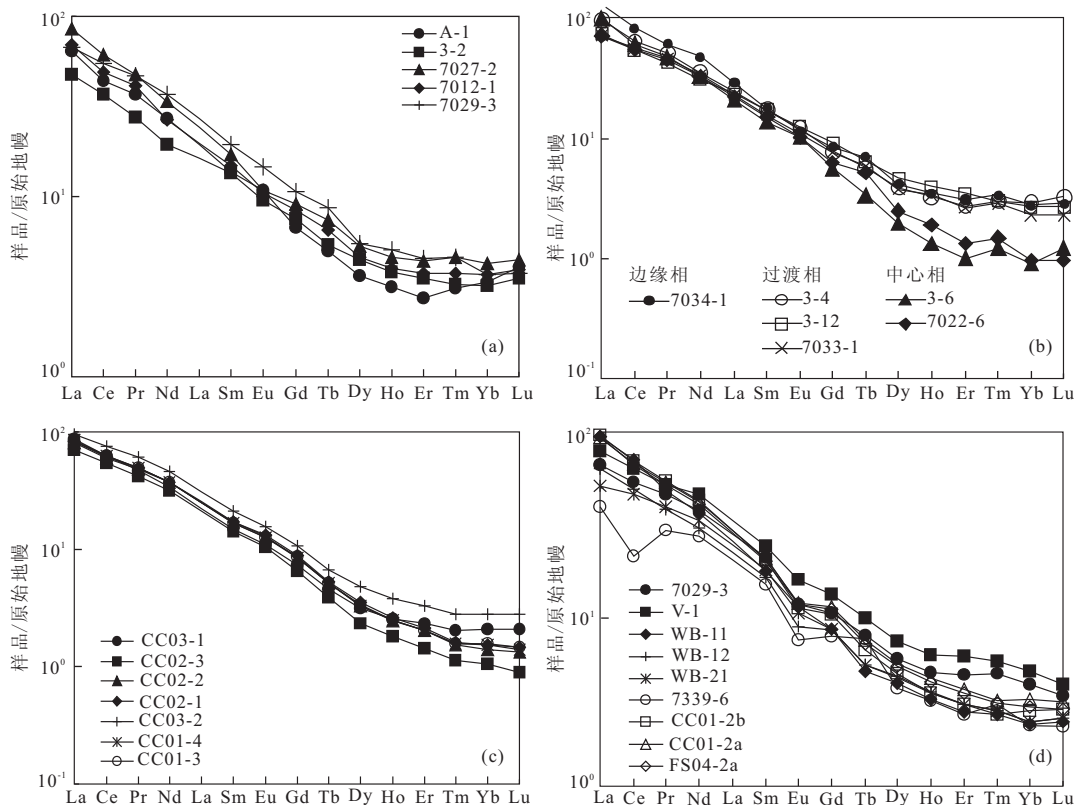 10²
10¹
10⁰
样品/原始地幔
A-1
3-2
7027-2
7012-1
7029-3
(a)
La Ce Pr Nd La Sm Eu Gd Tb Dy Ho Er Tm Yb Lu
10²
10¹
10⁰
10⁻¹
样品/原始地幔
边缘相 过渡相 中心相
7034-1 3-4 3-6
3-12 7022-6
7033-1
(b)
La Ce Pr Nd La Sm Eu Gd Tb Dy Ho Er Tm Yb Lu
10²
10¹
10⁰
10⁻¹
样品/原始地幔
CC03-1
CC02-3
CC02-2
CC02-1
CC03-2
CC01-4
CC01-3
(c)
La Ce Pr Nd La Sm Eu Gd Tb Dy Ho Er Tm Yb Lu
10²
10¹
10⁰
样品/原始地幔
7029-3
V-1
WB-11
WB-12
WB-21
7339-6
CC01-2b
CC01-2a
FS04-2a
(d)
La Ce Pr Nd La Sm Eu Gd Tb Dy Ho Er Tm Yb Lu